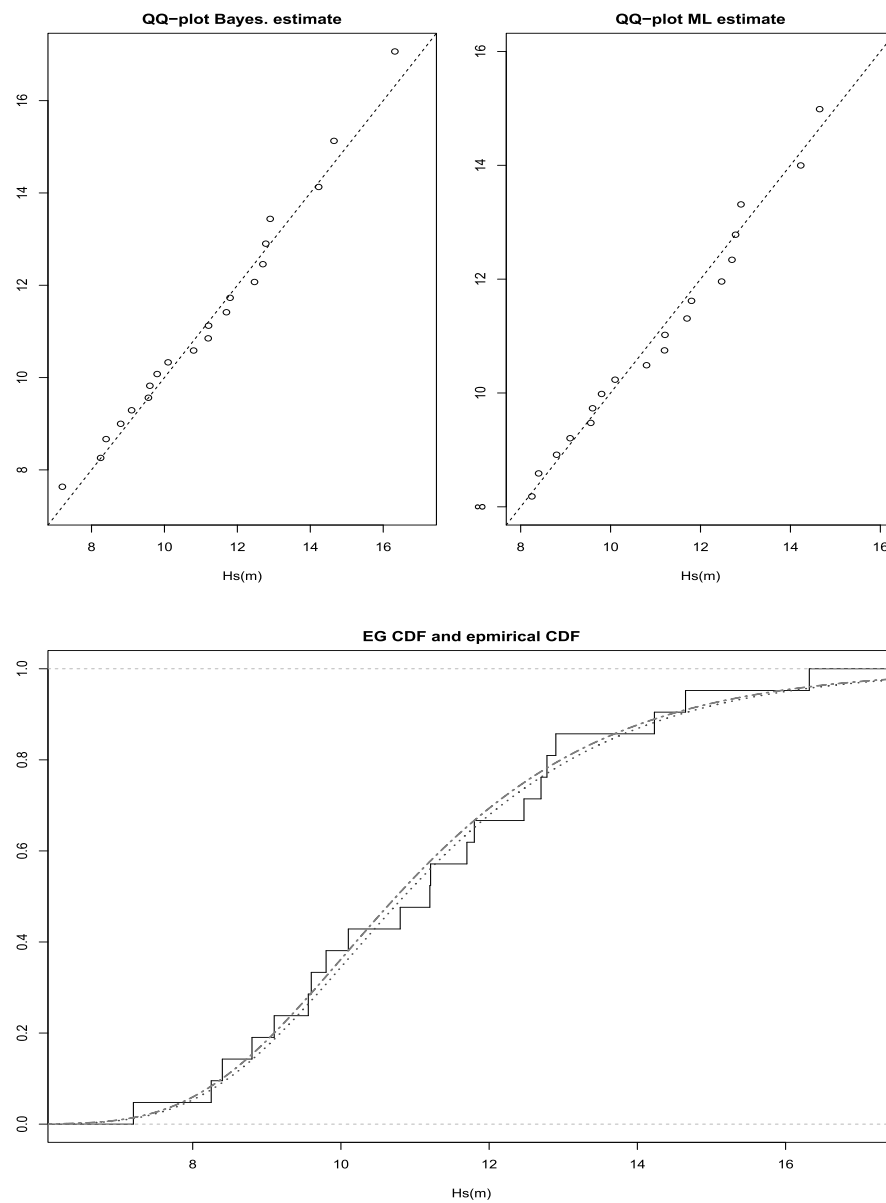 QQ−plot Bayes. estimate
16
14
12
10
8
8 10 12 14 16
Hs(m)
QQ−plot ML estimate
16
14
12
10
8
8 10 12 14 16
Hs(m)
EG CDF and epmirical CDF
1.0
0.8
0.6
0.4
0.2
0.0
8 10 12 14 16
Hs(m)